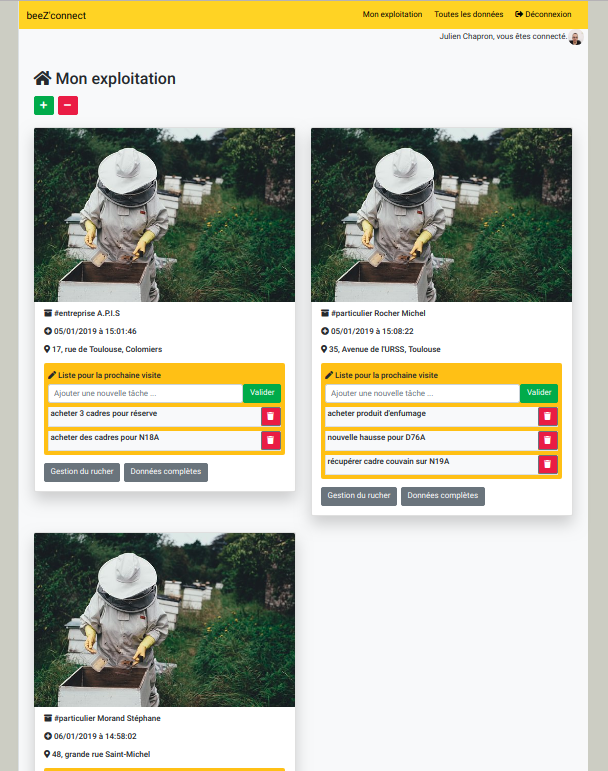 beeZ'connect
Mon exploitation Toutes les données Déconnexion
Julien Chapron, vous êtes connecté.
Mon exploitation
#entreprise A.P.I.S
05/01/2019 à 15:01:46
17, rue de Toulouse, Colomiers
Liste pour la prochaine visite
Ajouter une nouvelle tâche ... Valider
acheter 3 cadres pour réserve
acheter des cadres pour N18A
Gestion du rucher Données complètes
#particulier Rocher Michel
05/01/2019 à 15:08:22
35, Avenue de l'URSS, Toulouse
Liste pour la prochaine visite
Ajouter une nouvelle tâche ... Valider
acheter produit d'enfumage
nouvelle hausse pour D76A
récupérer cadre couvain sur N19A
Gestion du rucher Données complètes
#particulier Morand Stéphane
06/01/2019 à 14:58:02
48, grande rue Saint-Michel